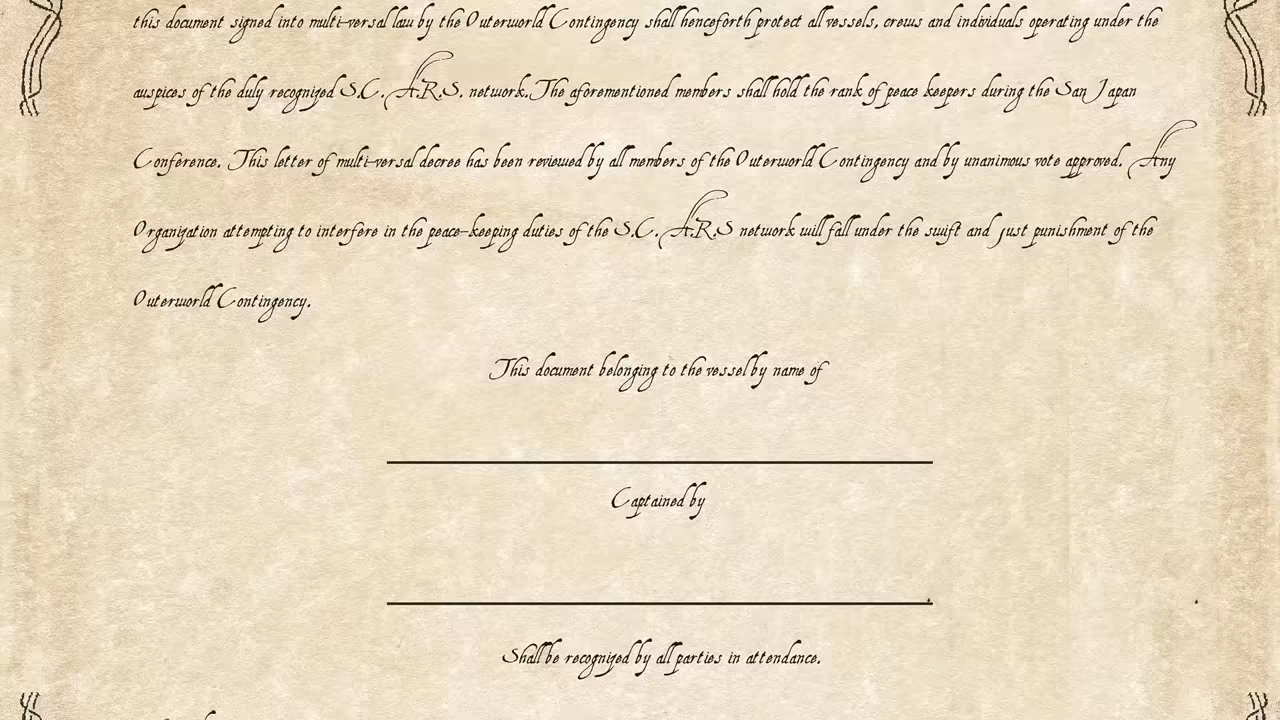 this document signed into multi-versal law by the Outerworld Contingency shall henceforth protect all vessels, crews and individuals operating under the
auspices of the duly recognized S.C. A.R.S. network. The aforementioned members shall hold the rank of peace keepers during the San Japan
Conference. This letter of multi-versal decree has been reviewed by all members of the Outerworld Contingency and by unanimous vote approved. Any
Organization attempting to interfere in the peace-keeping duties of the S.C. A.R.S network will fall under the swift and just punishment of the
Outerworld Contingency.
This document belonging to the vessel by name of
Captained by
Shall be recognized by all parties in attendance.